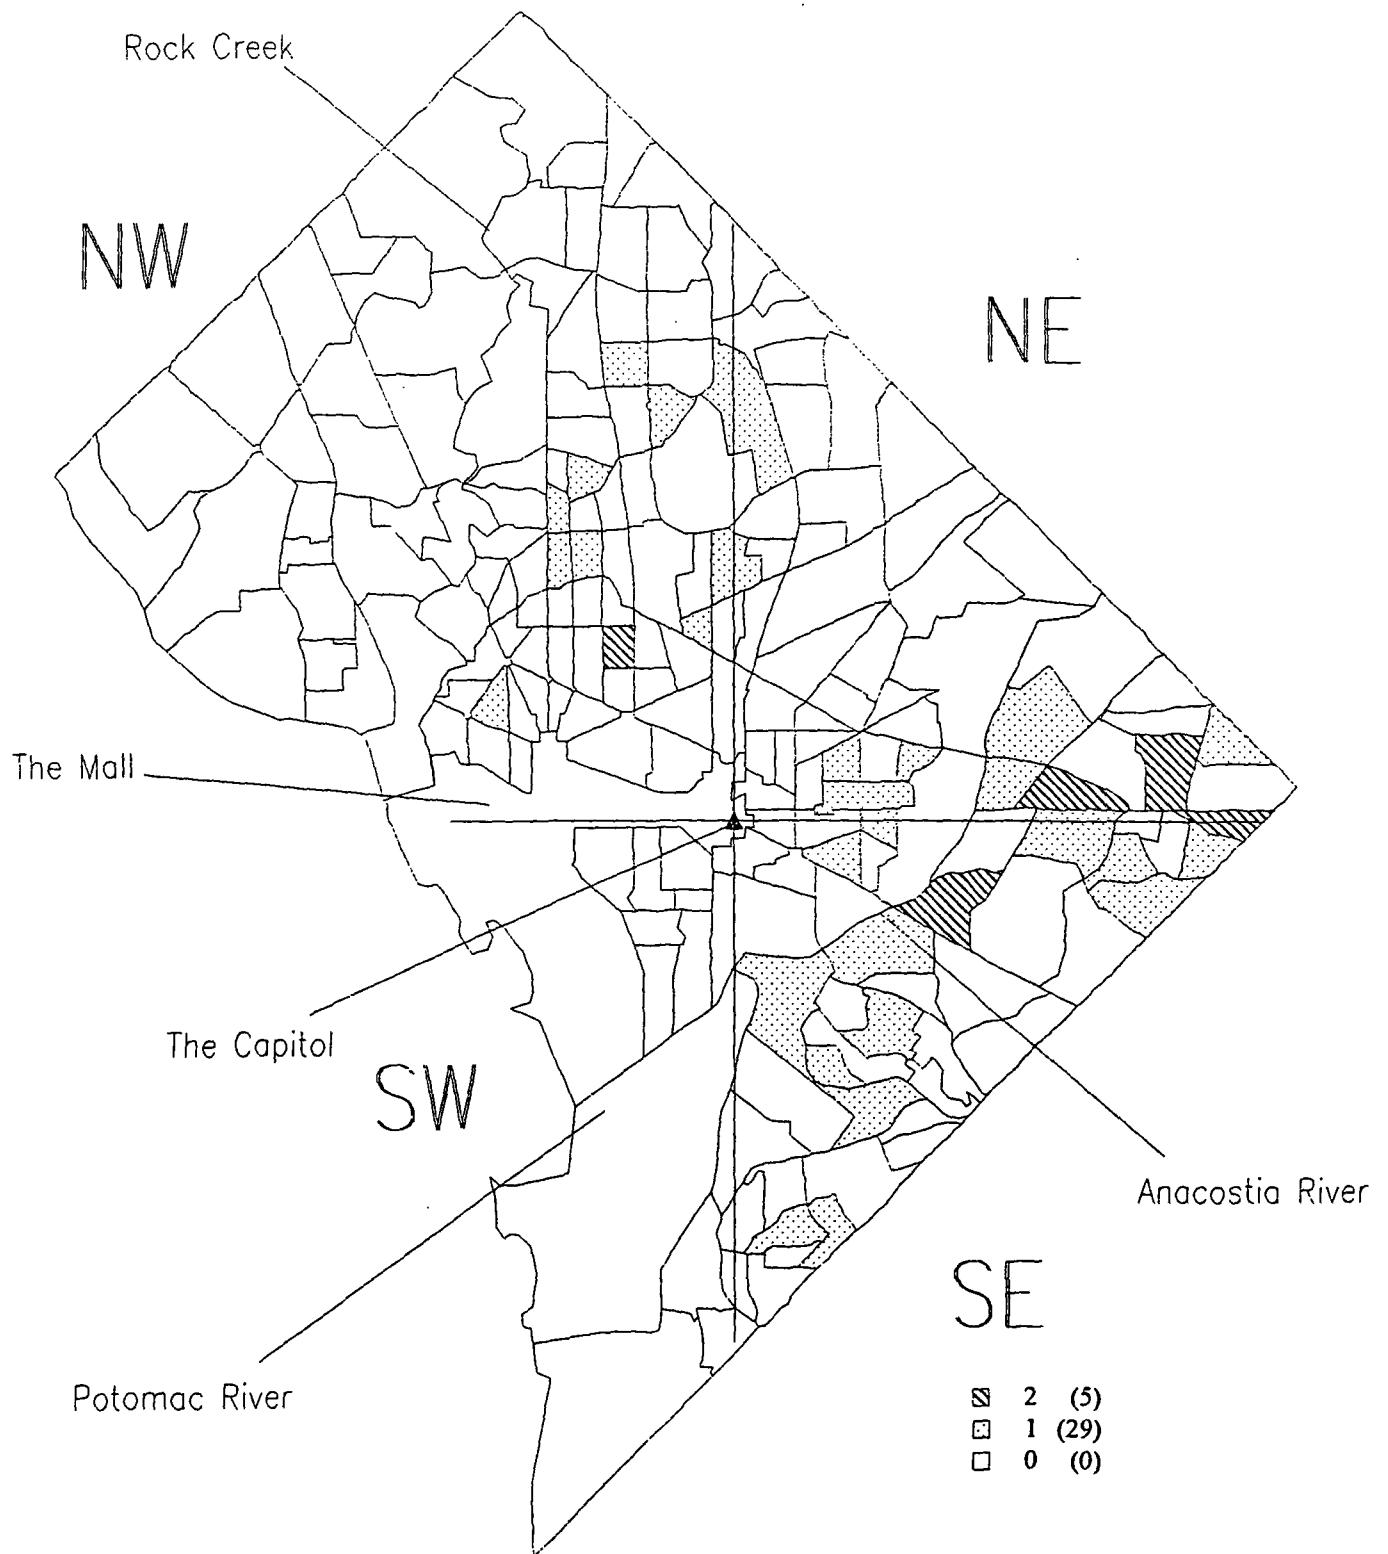 Rock Creek
NW
NE
The Mall
The Capitol
SW
Anacostia River
SE
Potomac River
2 (5)
1 (29)
0 (0)